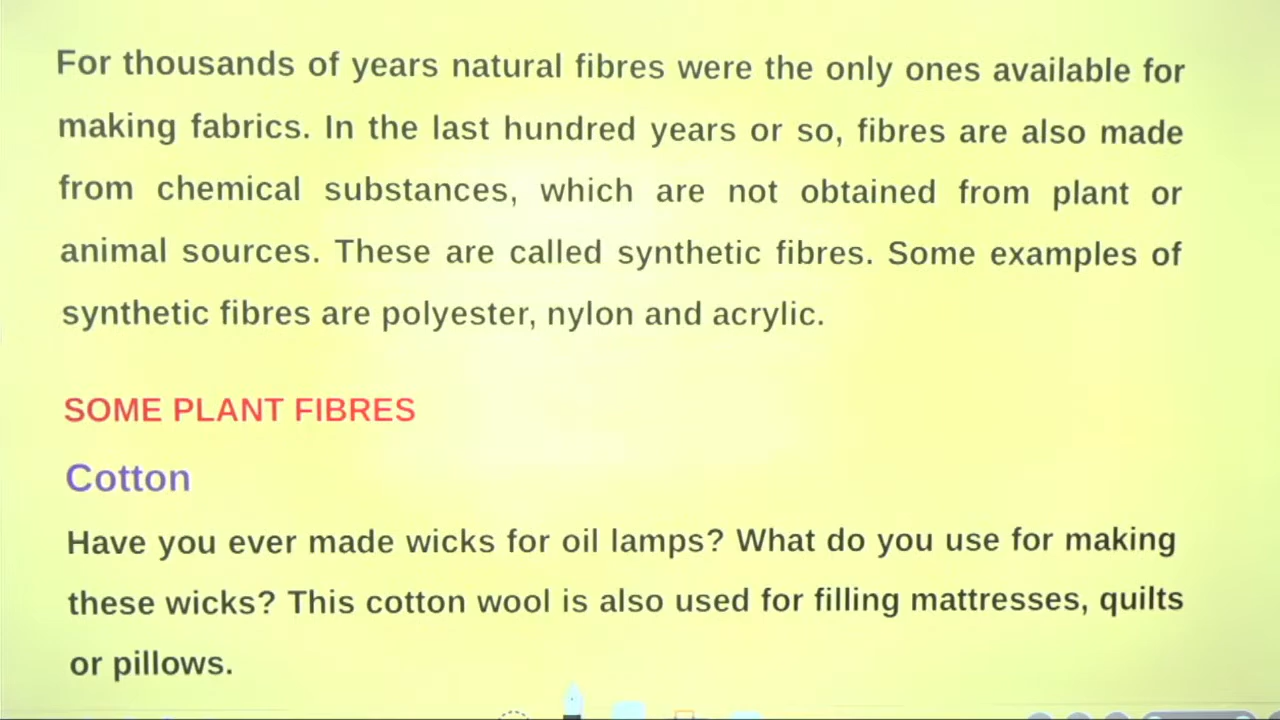 For thousands of years natural fibres were the only ones available for
making fabrics. In the last hundred years or so, fibres are also made
from chemical substances, which are not obtained from plant or
animal sources. These are called synthetic fibres. Some examples of
synthetic fibres are polyester, nylon and acrylic.
SOME PLANT FIBRES
Cotton
Have you ever made wicks for oil lamps? What do you use for making
these wicks? This cotton wool is also used for filling mattresses, quilts
or pillows.